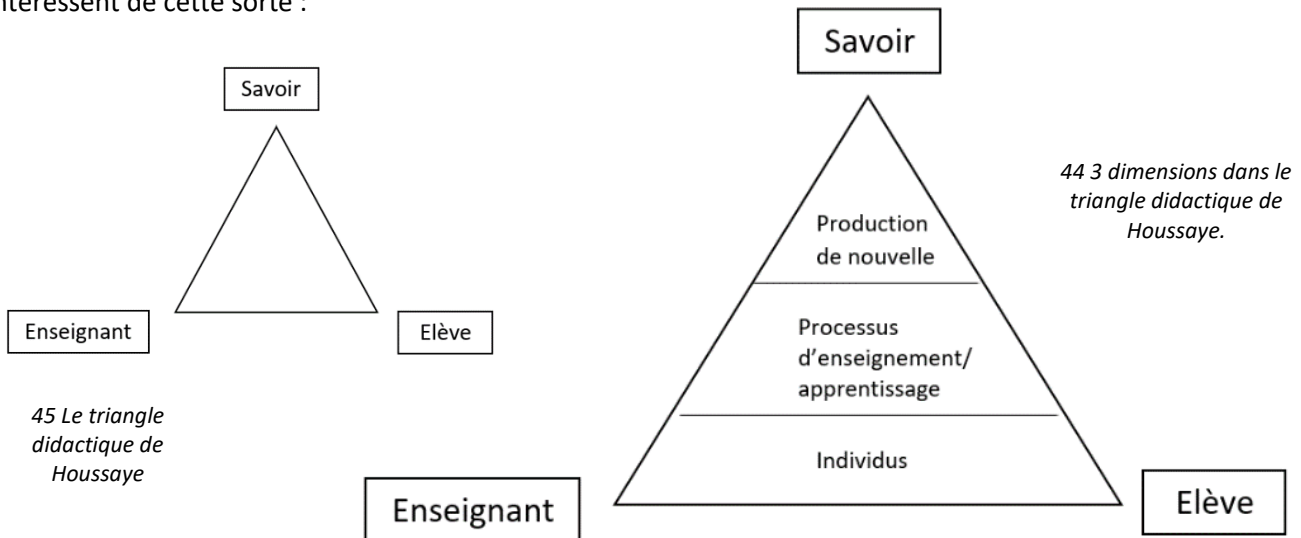 intéressent de cette sorte :
Savoir
Enseignant
Elève
45 Le triangle
didactique de
Houssaye
Savoir
Production
de nouvelle
Processus
d'enseignement/
apprentissage
Individus
Enseignant
Elève
44 3 dimensions dans le
triangle didactique de
Houssaye.